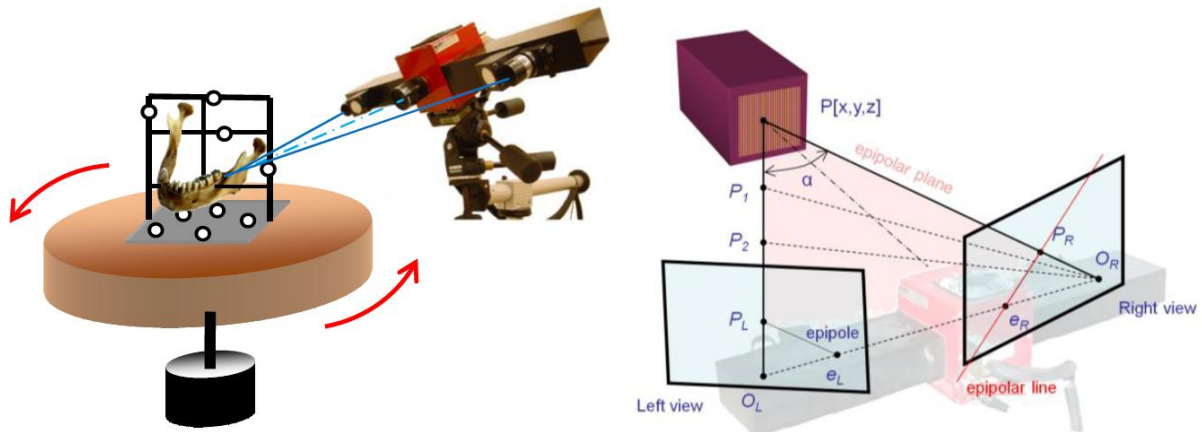 P[x,y,z]
epipolar plane
α
P1
P2
PR
OR
PL
epipole
eR
Right view
eL
epipolar line
Left view
OL